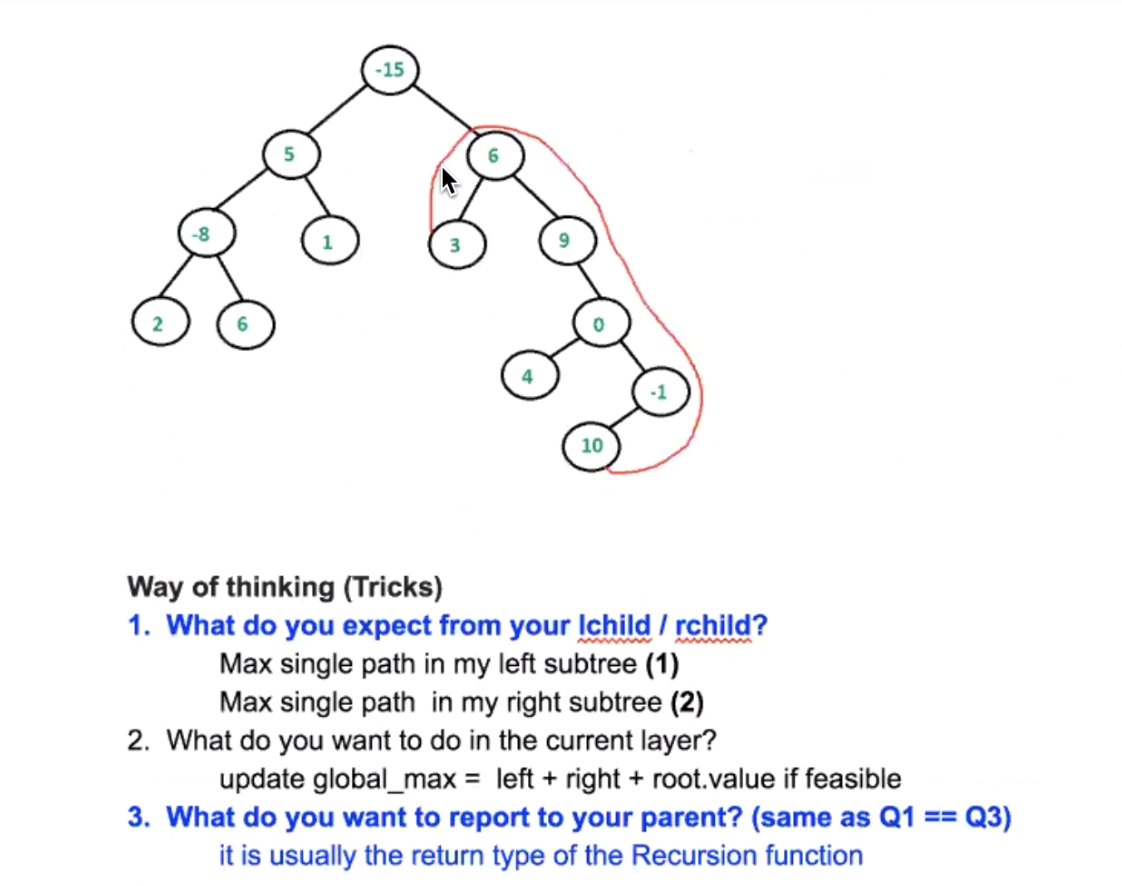 -15
5
6
-8
1
3
9
2
6
0
4
-1
10
Way of thinking (Tricks)
1. What do you expect from your lchild / rchild?
Max single path in my left subtree (1)
Max single path in my right subtree (2)
2. What do you want to do in the current layer?
update global_max = left + right + root.value if feasible
3. What do you want to report to your parent? (same as Q1 == Q3)
it is usually the return type of the Recursion function